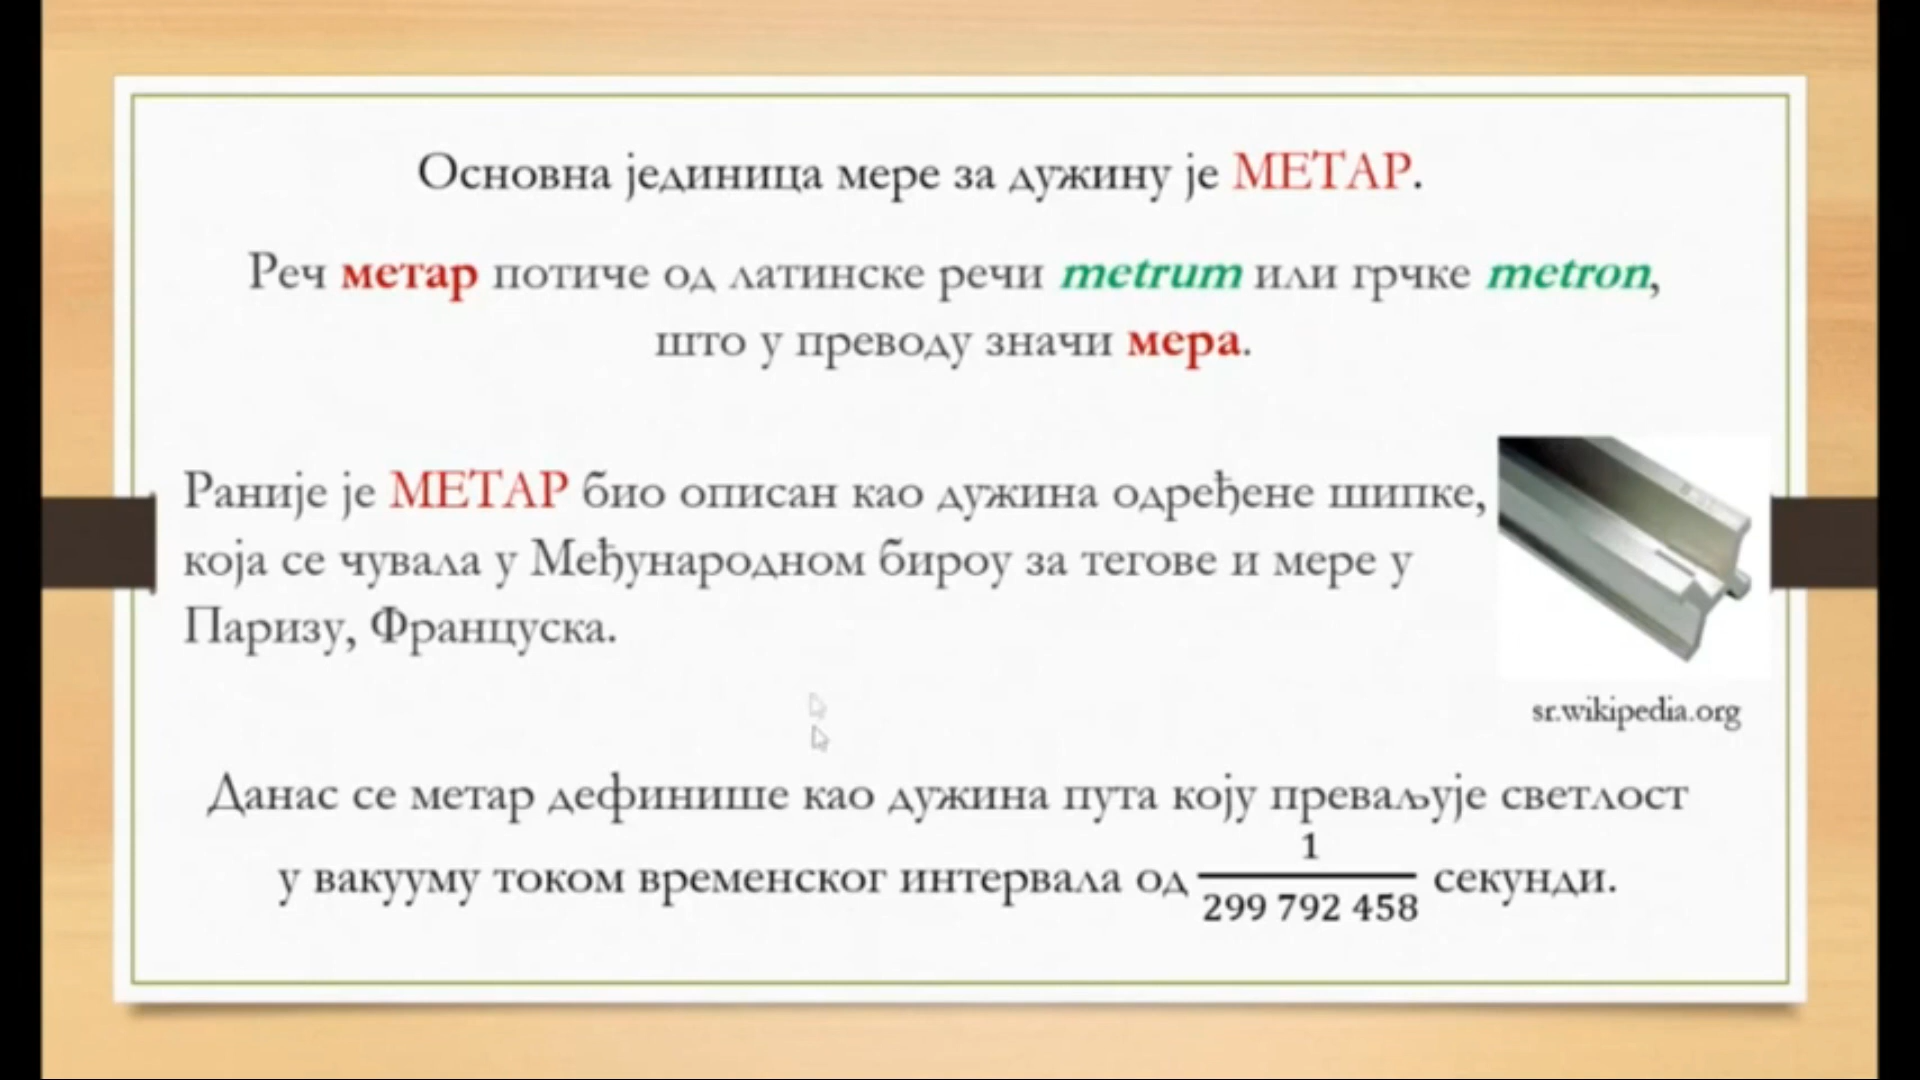 Основна јединица мере за дужину је МЕТАР.
Реч метар потиче од латинске речи metrum или грчке metron,
што у преводу значи мера.
Раније је МЕТАР био описан као дужина одређене шипке,
која се чувала у Међународном бироу за тегове и мере у
Паризу, Француска.
sr.wikipedia.org
Данас се метар дефинише као дужина пута коју преваљује светлост
у вакууму током временског интервала од 1/299 792 458 секунди.